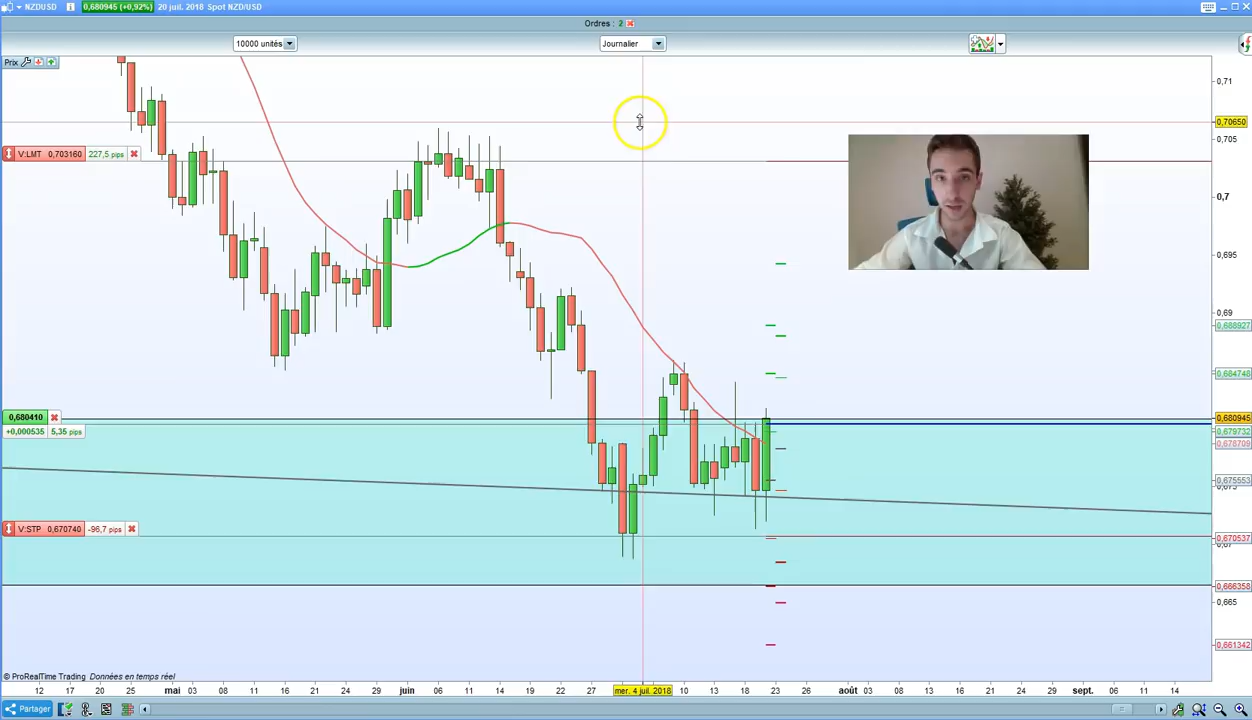 NZDUSD 0,680945 (+0,92%) 20 juil. 2018 Spot NZD/USD
Ordres : 2
10000 unités
Journalier
Prix
0,71
0,70650
0,705
V:LMT 0,703160 227,5 pips
0,7
0,695
0,69
0,688927
0,684748
0,680410
0,680945
+0,000535 5,35 pips
0,679732
0,678709
0,675553
V:STP 0,670740 -96,7 pips
0,670537
0,666358
0,665
0,661342
© ProRealTime Trading Données en temps réel
12 17 20 25 mai 03 08 11 16 21 24 29 juin 06 11 14 19 22 27 mer. 4 juil. 2018 10 13 18 23 26 août 03 08 13 16 21 24 29 sept. 06 11 14
Partager